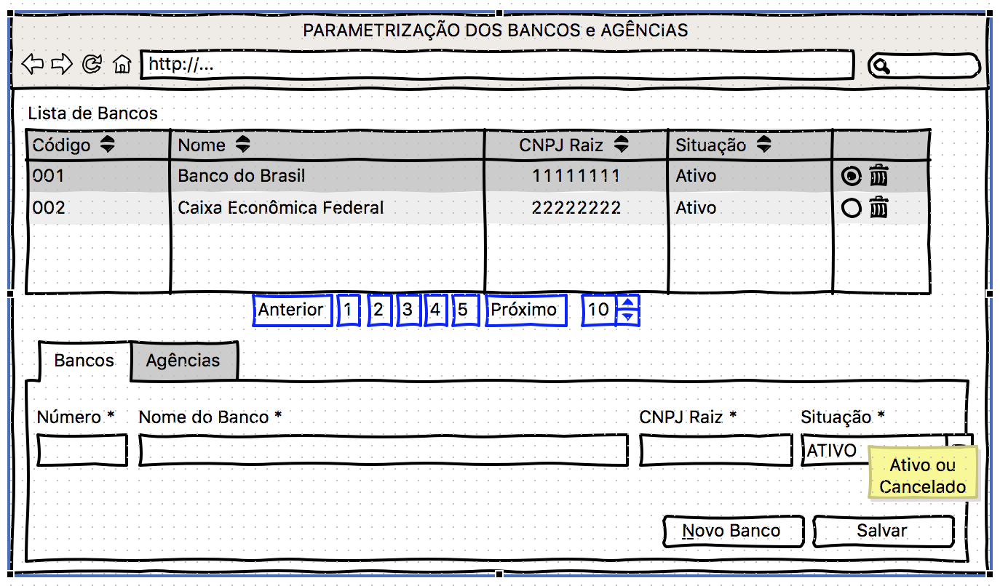 PARAMETRIZAÇÃO DOS BANCOS e AGÊNCiAS
http://...
Lista de Bancos
Código Nome CNPJ Raiz Situação
001 Banco do Brasil 11111111 Ativo
002 Caixa Econômica Federal 22222222 Ativo
Anterior 1 2 3 4 5 Próximo 10
Bancos Agências
Número * Nome do Banco * CNPJ Raiz * Situação *
ATIVO
Ativo ou
Cancelado
Novo Banco Salvar